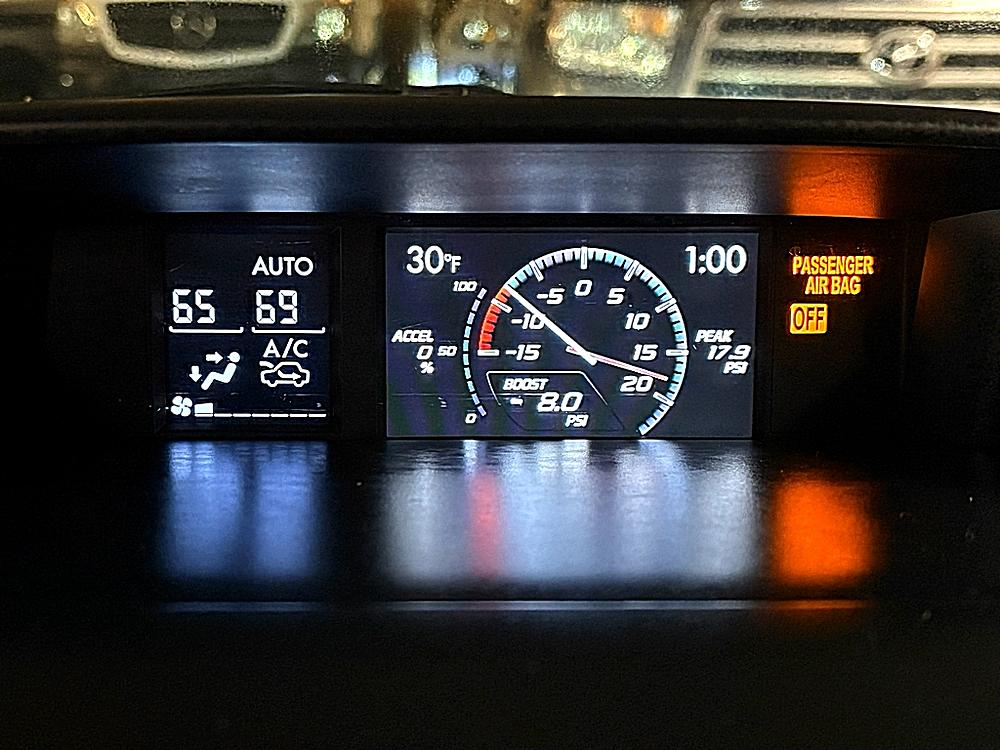 AUTO
65 69
A/C
30°F
1:00
100
50
0
ACCEL
0
%
-15
-10
-5
0
5
10
15
20
BOOST
- 8.0
PSI
PEAK
17.9
PSI
PASSENGER
AIR BAG
OFF